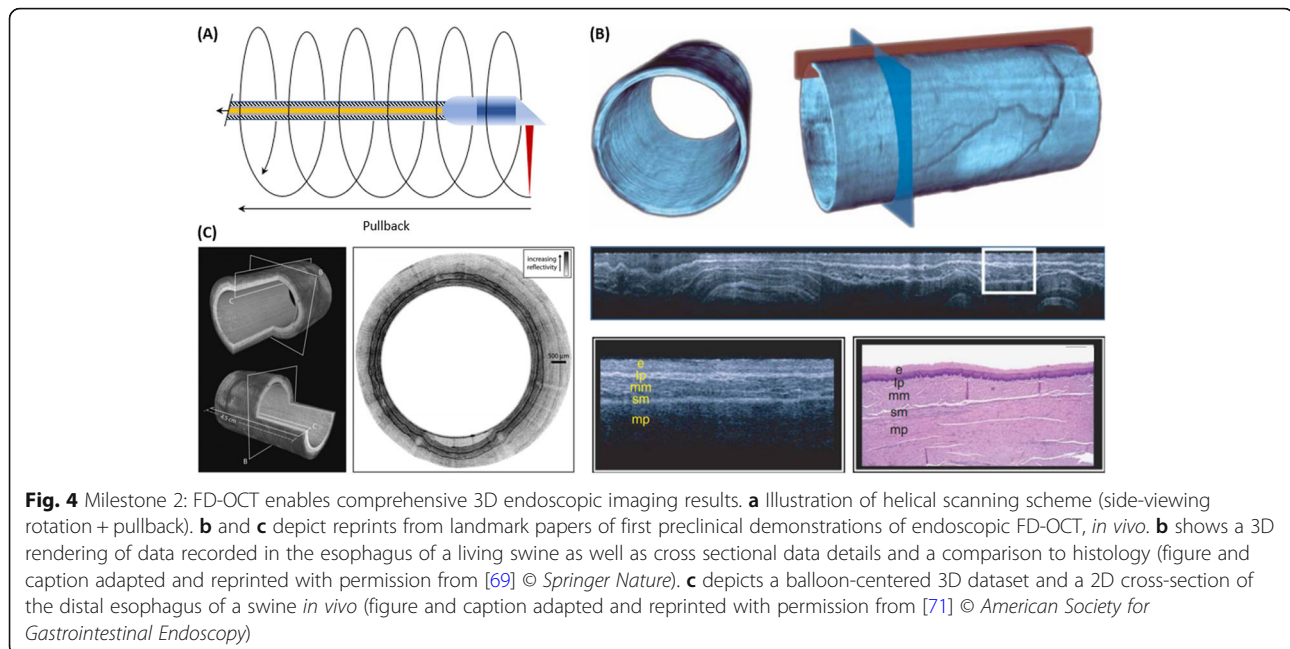 (A)
Pullback
(B)
(C)
B
C
4.5 cm
C
B
increasing
reflectivity
500 µm
e
lp
mm
sm
mp
e
lp
mm
sm
mp
Fig. 4 Milestone 2: FD-OCT enables comprehensive 3D endoscopic imaging results. a Illustration of helical scanning scheme (side-viewing
rotation + pullback). b and c depict reprints from landmark papers of first preclinical demonstrations of endoscopic FD-OCT, in vivo. b shows a 3D
rendering of data recorded in the esophagus of a living swine as well as cross sectional data details and a comparison to histology (figure and
caption adapted and reprinted with permission from [69] © Springer Nature). c depicts a balloon-centered 3D dataset and a 2D cross-section of
the distal esophagus of a swine in vivo (figure and caption adapted and reprinted with permission from [71] © American Society for
Gastrointestinal Endoscopy)